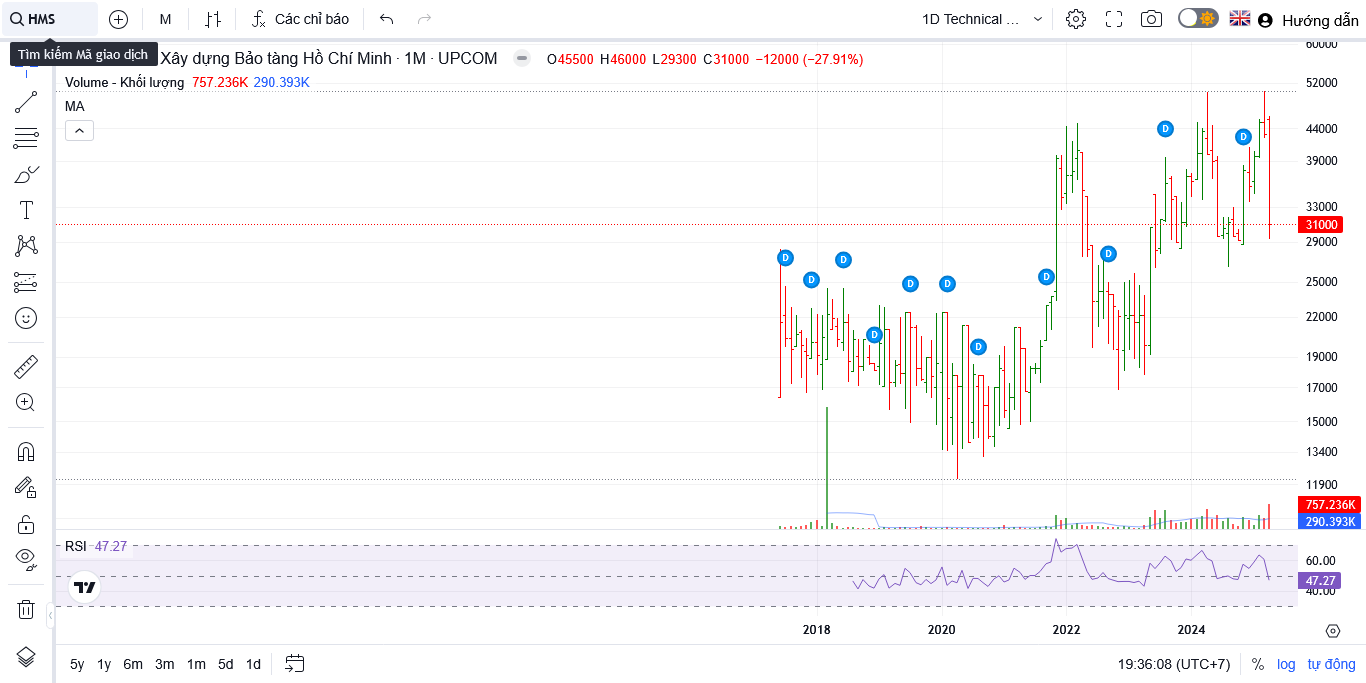 HMS
M
Các chỉ báo
1D Technical ...
Hướng dẫn
Tìm kiếm Mã giao dịch
Xây dựng Bảo tàng Hồ Chí Minh · 1M · UPCOM
O45500 H46000 L29300 C31000 −12000 (−27.91%)
Volume - Khối lượng 757.236K 290.393K
MA
60000
52000
44000
39000
33000
31000
29000
25000
22000
19000
17000
15000
13400
11900
757.236K
290.393K
D
D
D
D
D
D
D
D
D
D
D
RSI 47.27
60.00
47.27
40.00
2018
2020
2022
2024
5y 1y 6m 3m 1m 5d 1d
19:36:08 (UTC+7)
% log tự động